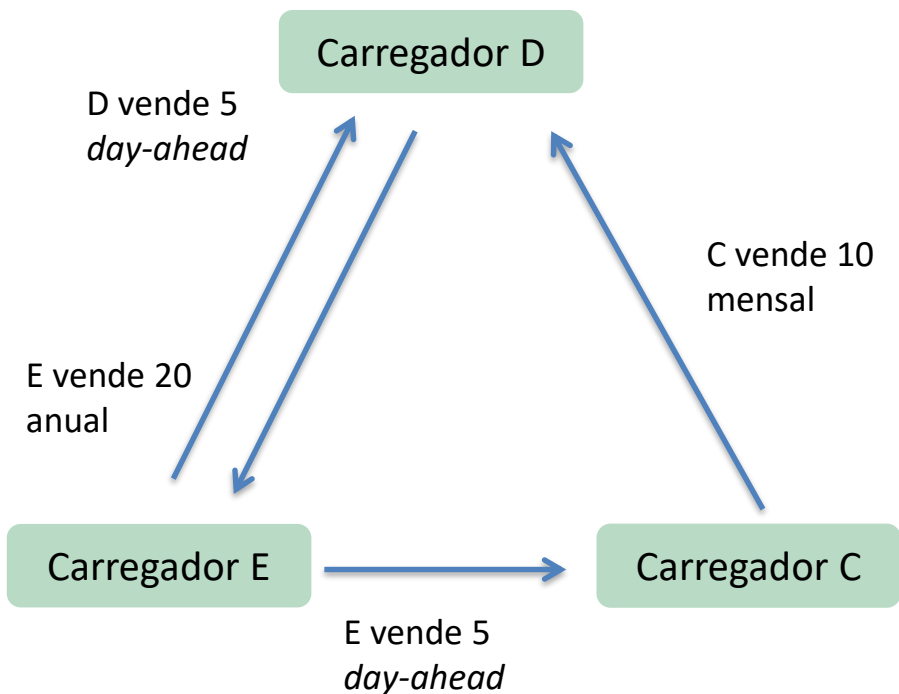 Carregador D
D vende 5
day-ahead
C vende 10
mensal
E vende 20
anual
Carregador E
Carregador C
E vende 5
day-ahead